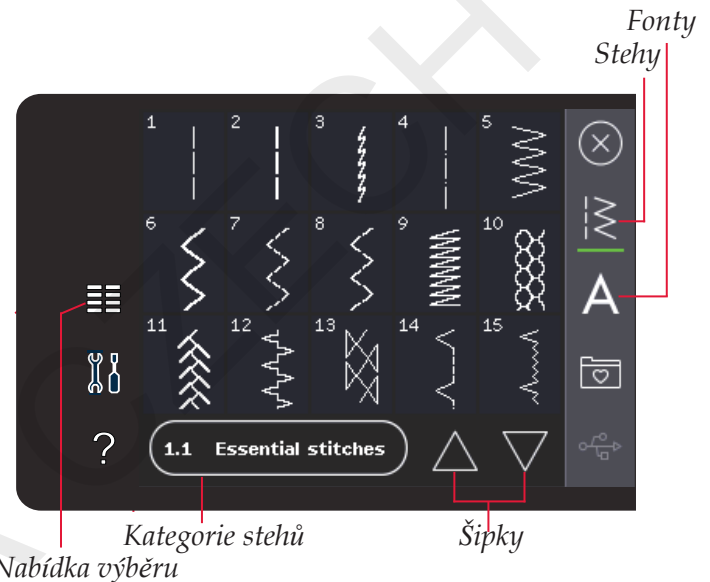 Fonty
Stehy
1 2 3 4 5
6 7 8 9 10
11 12 13 14 15
A
?
1.1 Essential stitches
Kategorie stehů
Šipky
Nabídka výběru
CZECH